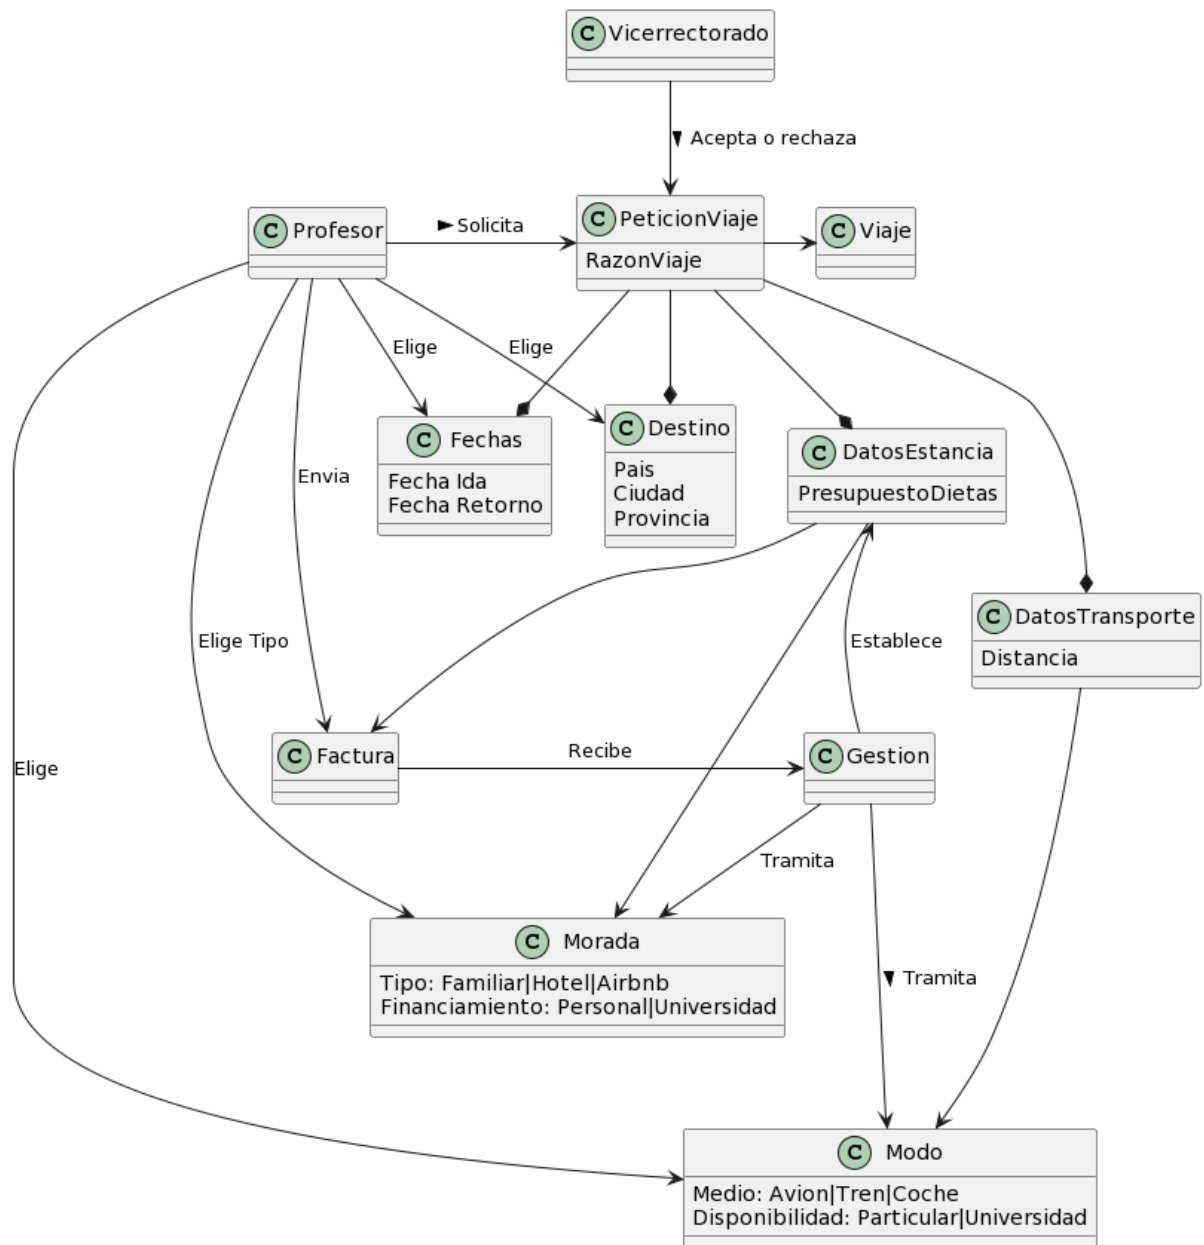 C Vicerrectorado
Acepta o rechaza
C Profesor
Solicita
C PeticionViaje
RazonViaje
C Viaje
Elige
Elige
C Fechas
Fecha Ida
Fecha Retorno
C Destino
Pais
Ciudad
Provincia
C DatosEstancia
PresupuestoDietas
Envia
Elige Tipo
Establece
C DatosTransporte
Distancia
Elige
C Factura
Recibe
C Gestion
Tramita
C Morada
Tipo: Familiar|Hotel|Airbnb
Financiamiento: Personal|Universidad
Tramita
C Modo
Medio: Avion|Tren|Coche
Disponibilidad: Particular|Universidad